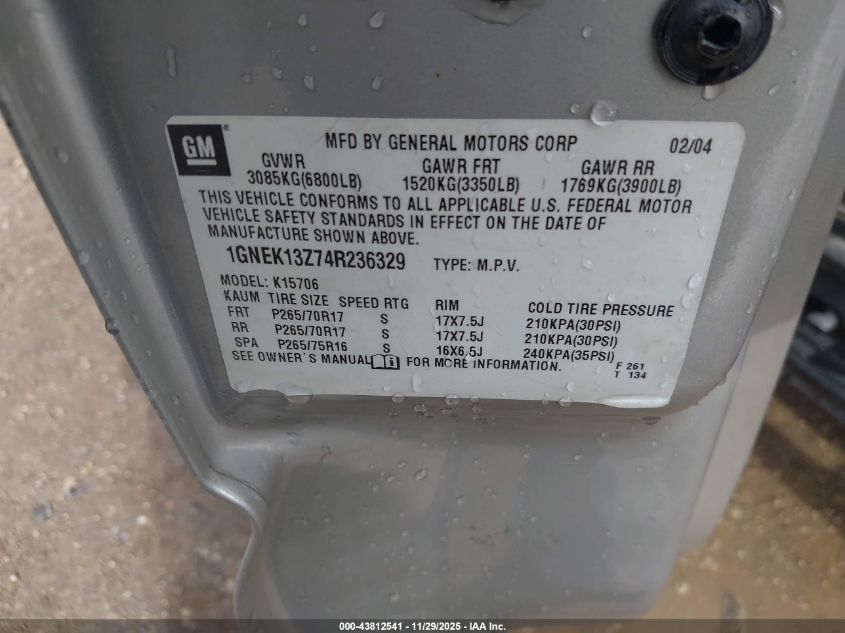 GM ® MFD BY GENERAL MOTORS CORP 02/04
GVWR GAWR FRT GAWR RR
3085KG(6800LB) 1520KG(3350LB) 1769KG(3900LB)
THIS VEHICLE CONFORMS TO ALL APPLICABLE U.S. FEDERAL MOTOR
VEHICLE SAFETY STANDARDS IN EFFECT ON THE DATE OF
MANUFACTURE SHOWN ABOVE.
1GNEK13Z74R236329 TYPE: M.P.V.
MODEL: K15706
KAUM TIRE SIZE SPEED RTG RIM COLD TIRE PRESSURE
FRT P265/70R17 S 17X7.5J 210KPA(30PSI)
RR P265/70R17 S 17X7.5J 210KPA(30PSI)
SPA P265/75R16 S 16X6.5J 240KPA(35PSI)
SEE OWNER'S MANUAL i FOR MORE INFORMATION.
F 261
T 134
000-43812541 - 11/29/2025 - IAA Inc.